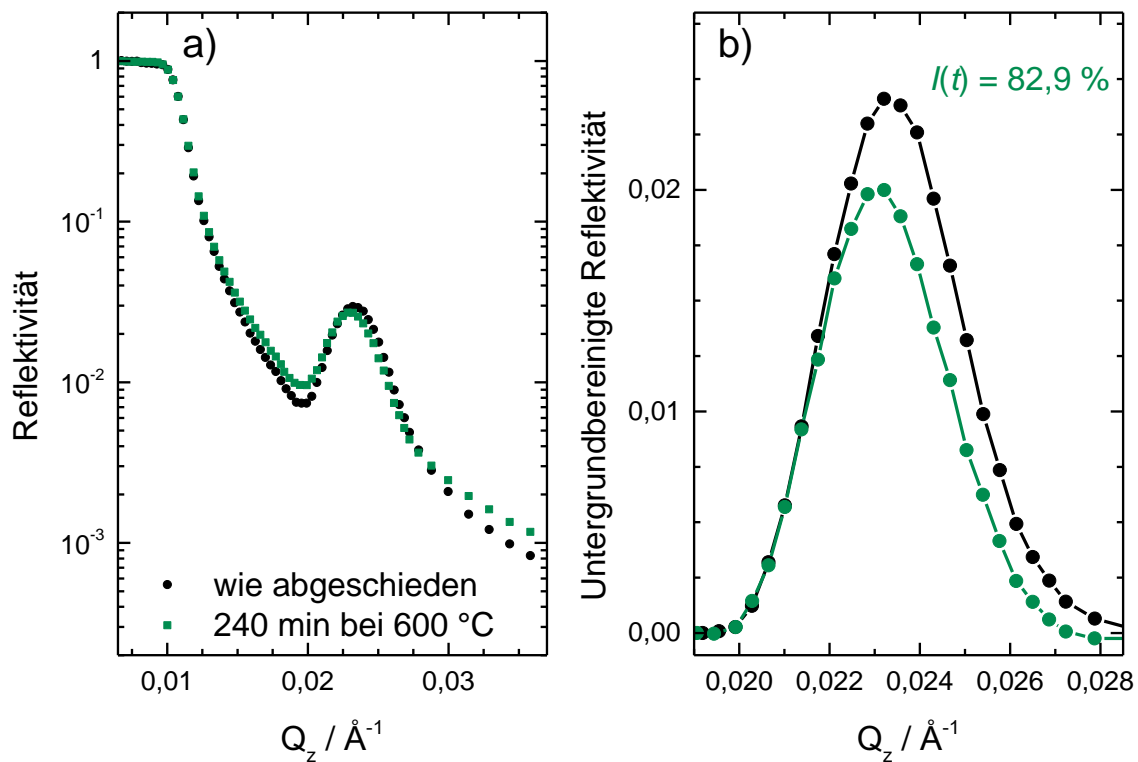 a)
1
10⁻¹
10⁻²
10⁻³
Reflektivität
wie abgeschieden
240 min bei 600 °C
0,01
0,02
0,03
Q_z / Å⁻¹
b)
I(t) = 82,9 %
0,02
0,01
0,00
Untergrundbereinigte Reflektivität
0,020
0,022
0,024
0,026
0,028
Q_z / Å⁻¹